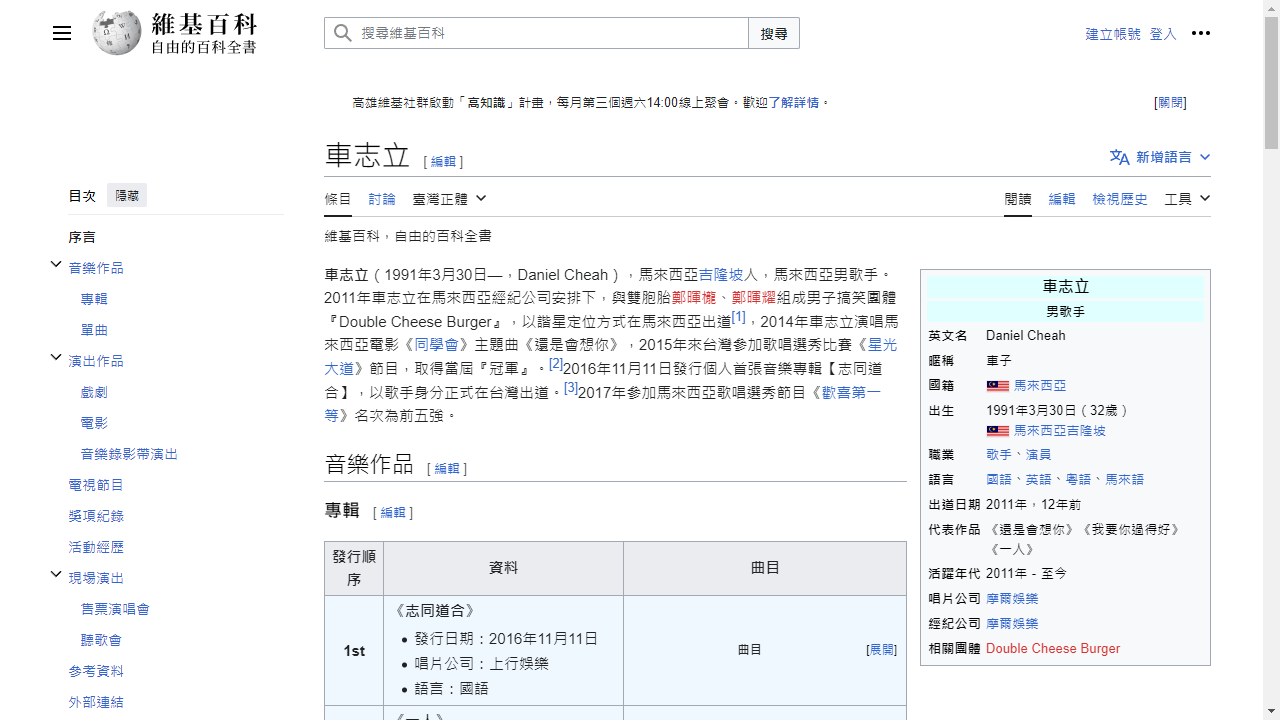 維基百科
自由的百科全書
搜尋維基百科
搜尋
建立帳號 登入
高雄維基社群啟動「高知識」計畫，每月第三個週六14:00線上聚會。歡迎了解詳情。
[關閉]
車志立 [ 編輯 ]
新增語言
目次 隱藏
條目 討論 臺灣正體
閱讀 編輯 檢視歷史 工具
維基百科，自由的百科全書
序言
音樂作品
專輯
單曲
演出作品
戲劇
電影
音樂錄影帶演出
電視節目
獎項紀錄
活動經歷
現場演出
售票演唱會
聽歌會
參考資料
外部連結
車志立（1991年3月30日—，Daniel Cheah），馬來西亞吉隆坡人，馬來西亞男歌手。
2011年車志立在馬來西亞經紀公司安排下，與雙胞胎鄭暉櫳、鄭暉耀組成男子搞笑團體
『Double Cheese Burger』，以諧星定位方式在馬來西亞出道[1]，2014年車志立演唱馬
來西亞電影《同學會》主題曲《還是會想你》，2015年來台灣參加歌唱選秀比賽《星光
大道》節目，取得當屆『冠軍』。[2]2016年11月11日發行個人首張音樂專輯【志同道
合】，以歌手身分正式在台灣出道。[3]2017年參加馬來西亞歌唱選秀節目《歡喜第一
等》名次為前五強。
音樂作品 [ 編輯 ]
專輯 [ 編輯 ]
發行順序 資料 曲目
1st
《志同道合》
發行日期：2016年11月11日
唱片公司：上行娛樂
語言：國語
曲目 [展開]
《一人》
車志立
男歌手
英文名 Daniel Cheah
暱稱 車子
國籍 馬來西亞
出生 1991年3月30日（32歲）
馬來西亞吉隆坡
職業 歌手、演員
語言 國語、英語、粵語、馬來語
出道日期 2011年，12年前
代表作品 《還是會想你》《我要你過得好》
《一人》
活躍年代 2011年 - 至今
唱片公司 摩爾娛樂
經紀公司 摩爾娛樂
相關團體 Double Cheese Burger